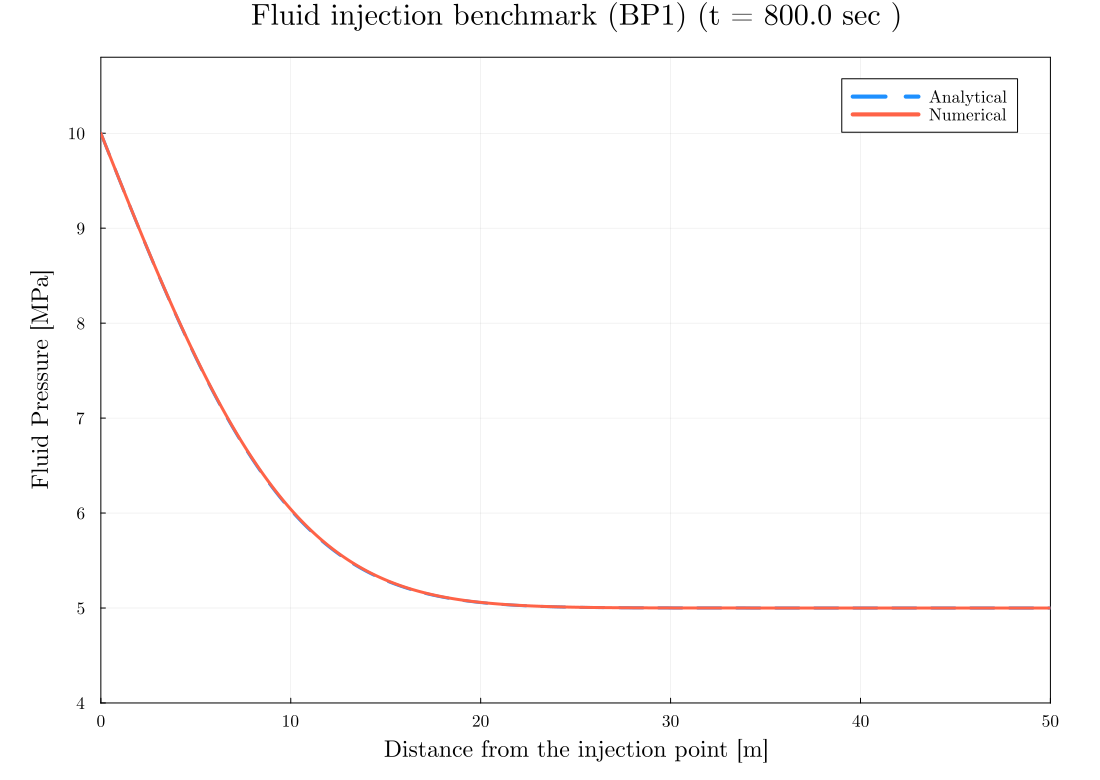 Fluid injection benchmark (BP1) (t = 800.0 sec )
Analytical
Numerical
10
9
8
7
6
5
4
Fluid Pressure [MPa]
0 10 20 30 40 50
Distance from the injection point [m]